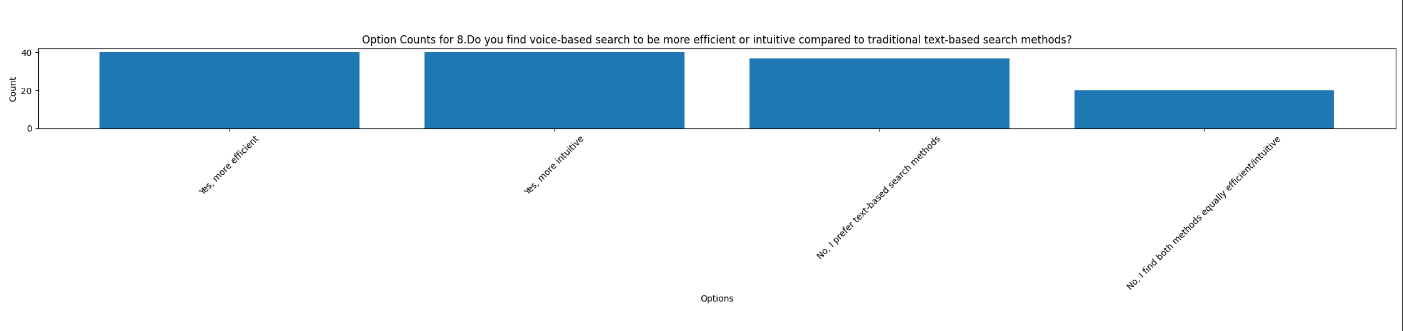 Option Counts for 8.Do you find voice-based search to be more efficient or intuitive compared to traditional text-based search methods?
Count
40
20
0
Yes, more efficient
Yes, more intuitive
No, I prefer text-based search methods
No, I find both methods equally efficient/intuitive
Options